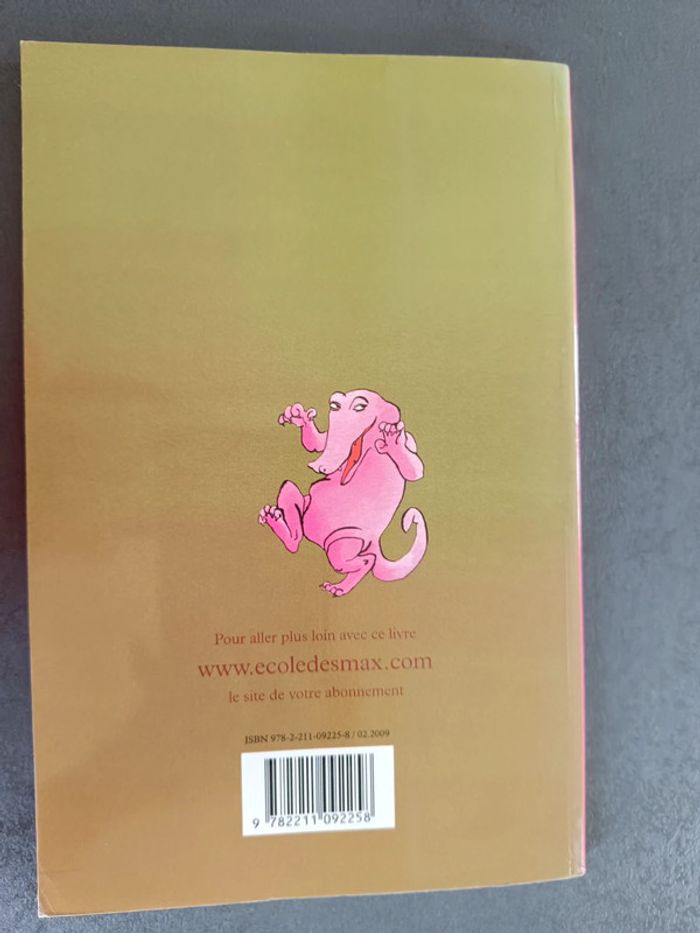 Pour aller plus loin avec ce livre
www.ecoledesmax.com
le site de votre abonnement
ISBN 978-2-211-09225-8 / 02.2009
9 782211 092258